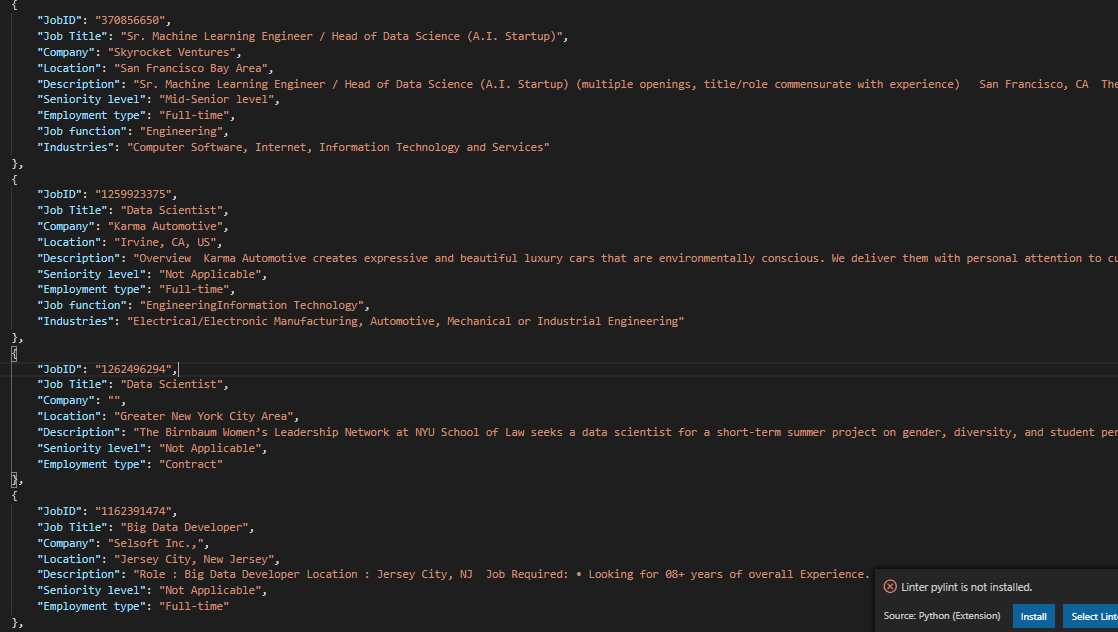 {
"JobID": "370856650",
"Job Title": "Sr. Machine Learning Engineer / Head of Data Science (A.I. Startup)",
"Company": "Skyrocket Ventures",
"Location": "San Francisco Bay Area",
"Description": "Sr. Machine Learning Engineer / Head of Data Science (A.I. Startup) (multiple openings, title/role commensurate with experience)   San Francisco, CA  The
"Seniority level": "Mid-Senior level",
"Employment type": "Full-time",
"Job function": "Engineering",
"Industries": "Computer Software, Internet, Information Technology and Services"
},
{
"JobID": "1259923375",
"Job Title": "Data Scientist",
"Company": "Karma Automotive",
"Location": "Irvine, CA, US",
"Description": "Overview  Karma Automotive creates expressive and beautiful luxury cars that are environmentally conscious. We deliver them with personal attention to cu
"Seniority level": "Not Applicable",
"Employment type": "Full-time",
"Job function": "EngineeringInformation Technology",
"Industries": "Electrical/Electronic Manufacturing, Automotive, Mechanical or Industrial Engineering"
},
{
"JobID": "1262496294",
"Job Title": "Data Scientist",
"Company": "",
"Location": "Greater New York City Area",
"Description": "The Birnbaum Women’s Leadership Network at NYU School of Law seeks a data scientist for a short-term summer project on gender, diversity, and student per
"Seniority level": "Not Applicable",
"Employment type": "Contract"
},
{
"JobID": "1162391474",
"Job Title": "Big Data Developer",
"Company": "Selsoft Inc.,",
"Location": "Jersey City, New Jersey",
"Description": "Role : Big Data Developer Location : Jersey City, NJ  Job Required: • Looking for 08+ years of overall Experience.
"Seniority level": "Not Applicable",
"Employment type": "Full-time"
},
Linter pylint is not installed.
Source: Python (Extension)
Install
Select Lint